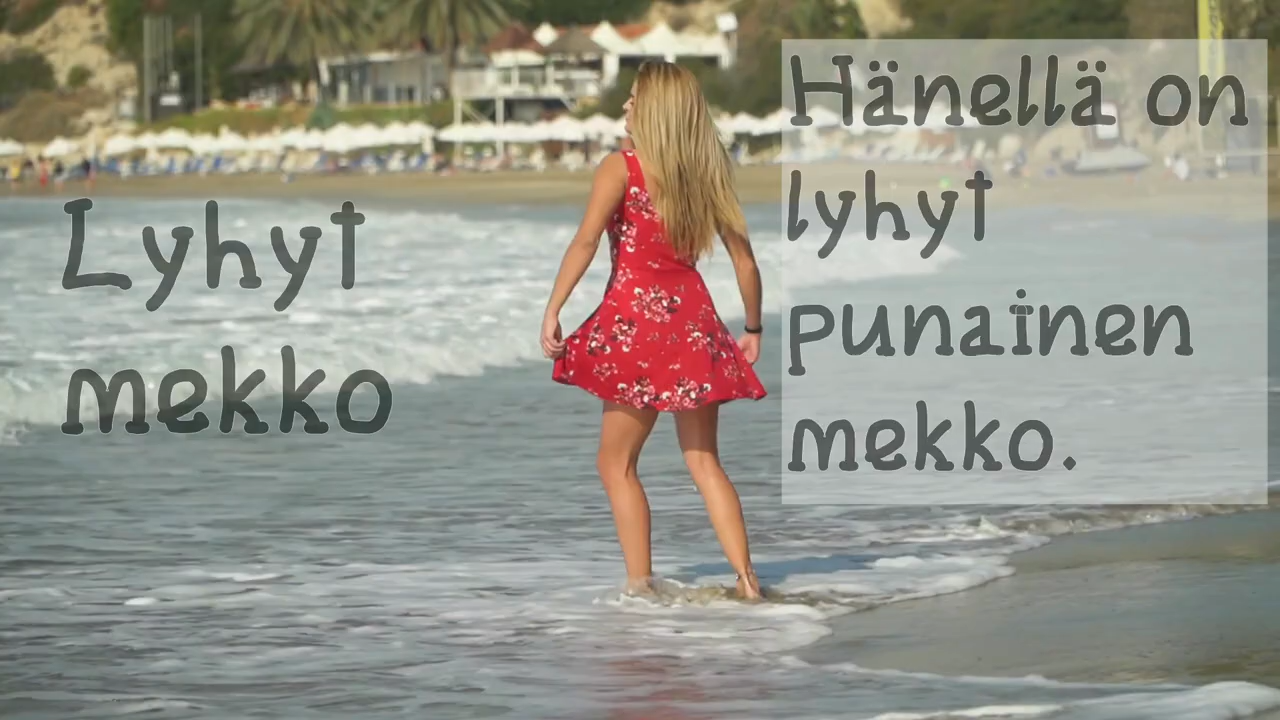 Lyhyt
mekko
Hänellä on
lyhyt
punainen
mekko.